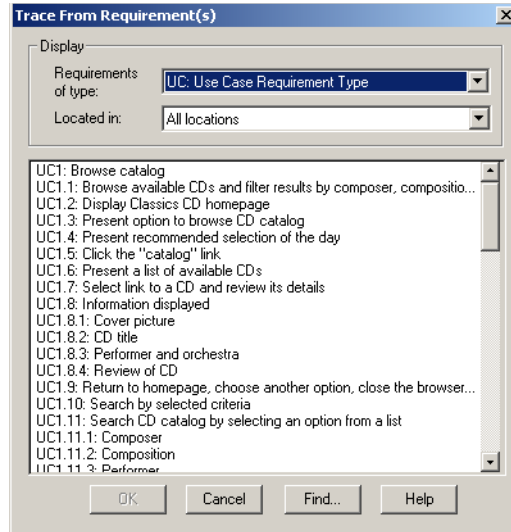 Trace From Requirement(s)
Display
Requirements
of type:
UC: Use Case Requirement Type
Located in:
All locations
UC1: Browse catalog
UC1.1: Browse available CDs and filter results by composer, compositio...
UC1.2: Display Classics CD homepage
UC1.3: Present option to browse CD catalog
UC1.4: Present recommended selection of the day
UC1.5: Click the "catalog" link
UC1.6: Present a list of available CDs
UC1.7: Select link to a CD and review its details
UC1.8: Information displayed
UC1.8.1: Cover picture
UC1.8.2: CD title
UC1.8.3: Performer and orchestra
UC1.8.4: Review of CD
UC1.9: Return to homepage, choose another option, close the browser...
UC1.10: Search by selected criteria
UC1.11: Search CD catalog by selecting an option from a list
UC1.11.1: Composer
UC1.11.2: Composition
UC1.11.3: Performer
OK
Cancel
Find...
Help